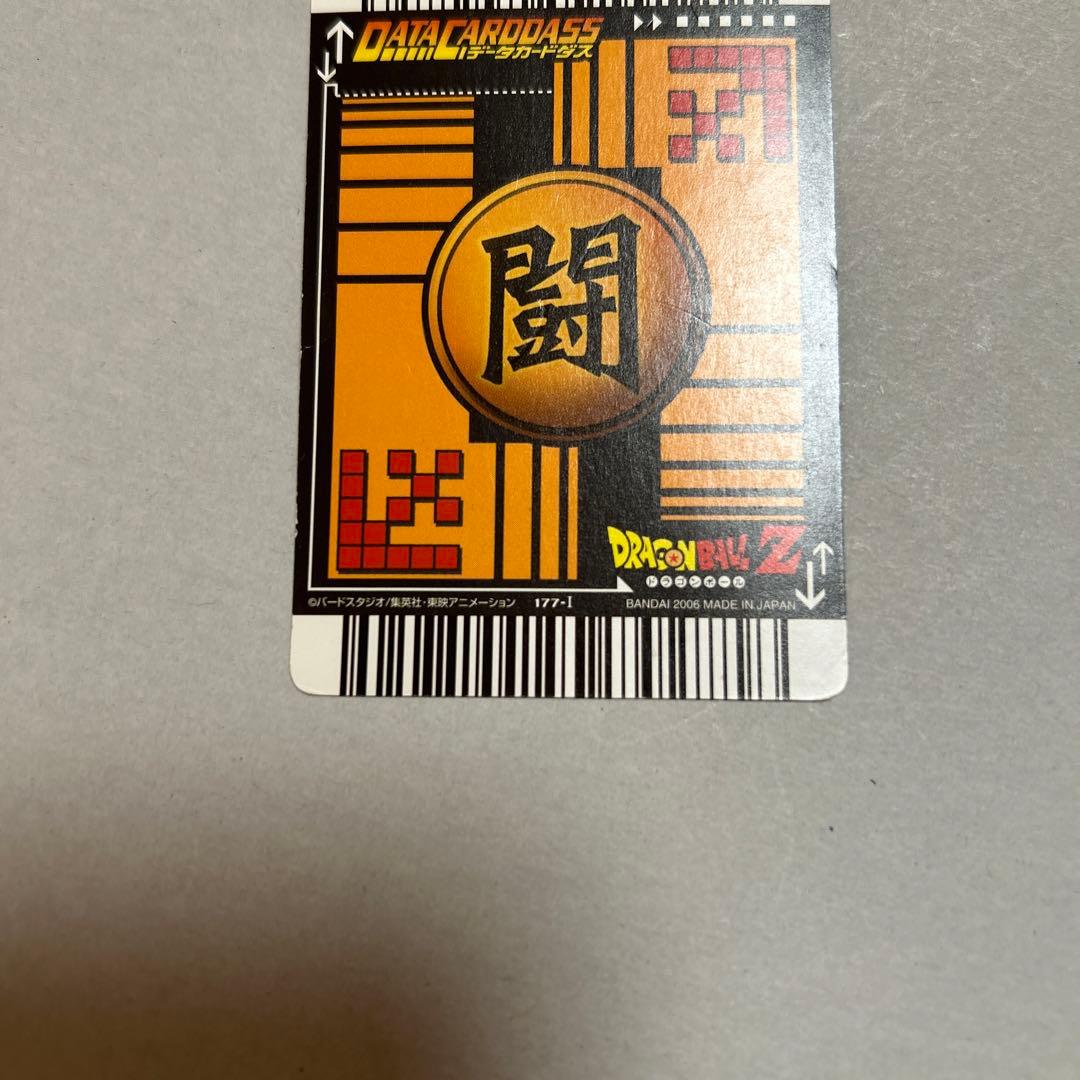 DATA CARDDASS
データカードダス
闘
DRAGON BALL Z
ドラゴンボール
©バードスタジオ/集英社・東映アニメーション 177-I
BANDAI 2006 MADE IN JAPAN